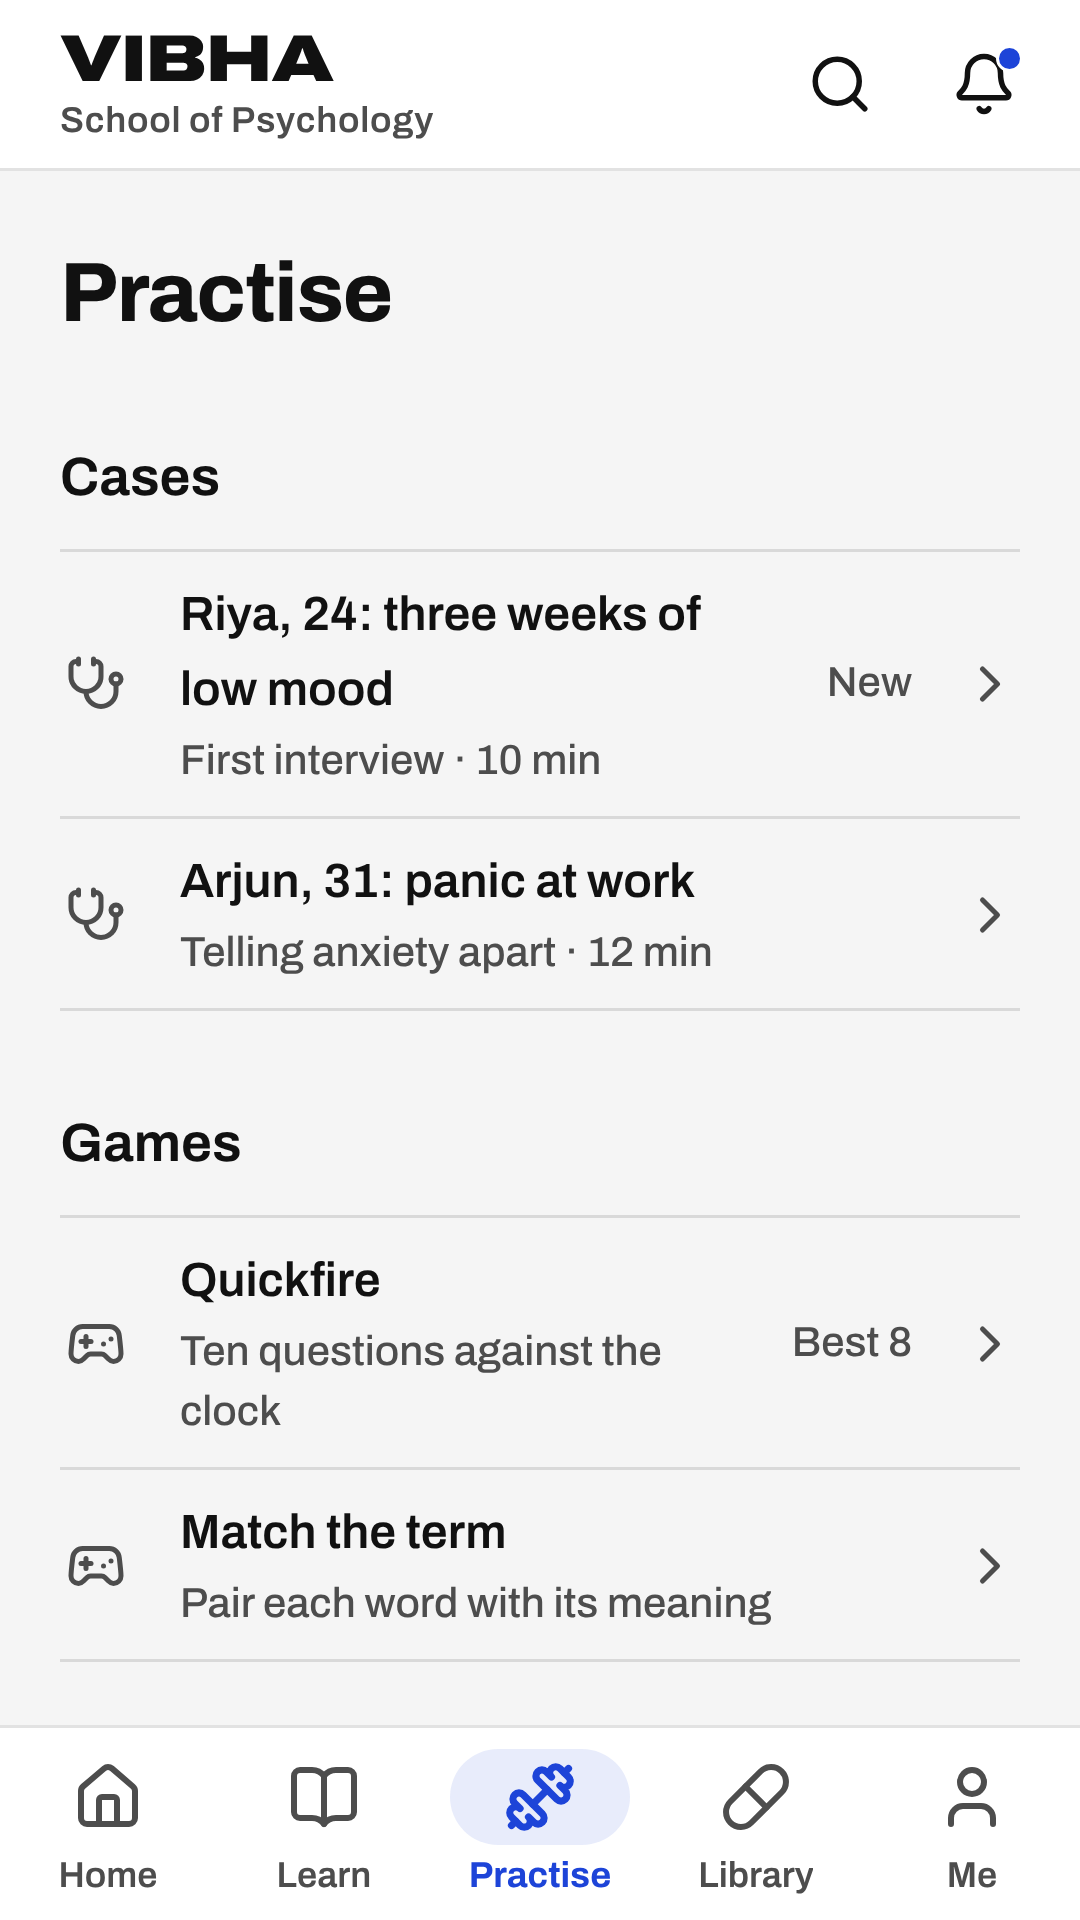 VIBHA
School of Psychology
Practise
Cases
Riya, 24: three weeks of
low mood
First interview · 10 min
New
Arjun, 31: panic at work
Telling anxiety apart · 12 min
Games
Quickfire
Ten questions against the
clock
Best 8
Match the term
Pair each word with its meaning
Home
Learn
Practise
Library
Me